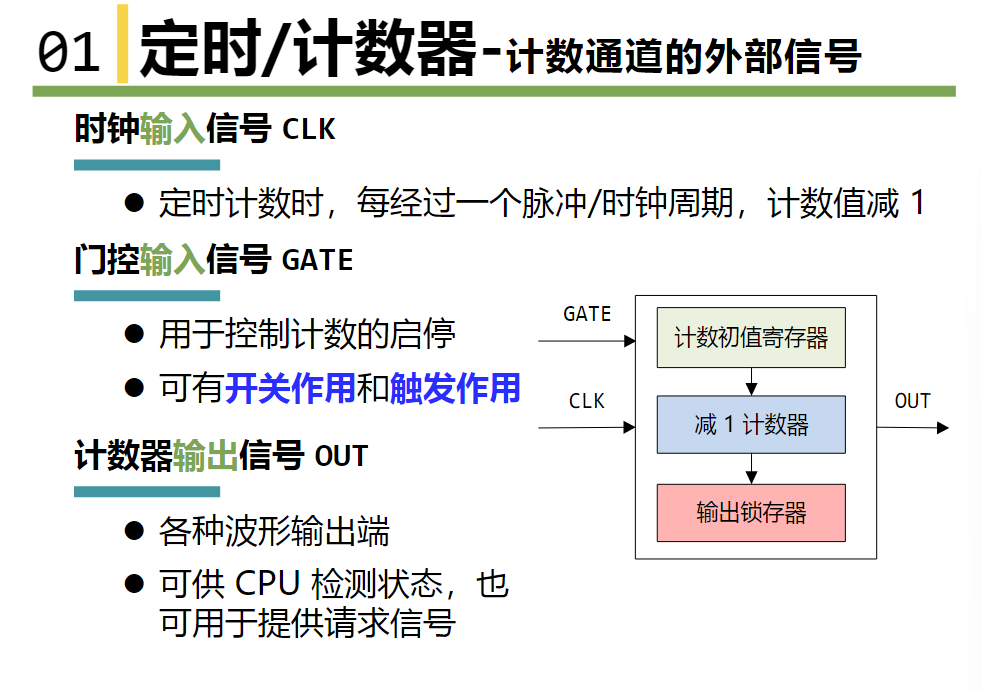 01 定时/计数器-计数通道的外部信号
时钟输入信号 CLK
● 定时计数时，每经过一个脉冲/时钟周期，计数值减 1
门控输入信号 GATE
● 用于控制计数的启停
● 可有开关作用和触发作用
计数器输出信号 OUT
● 各种波形输出端
● 可供 CPU 检测状态，也
可用于提供请求信号
GATE
计数初值寄存器
CLK
减 1 计数器
OUT
输出锁存器